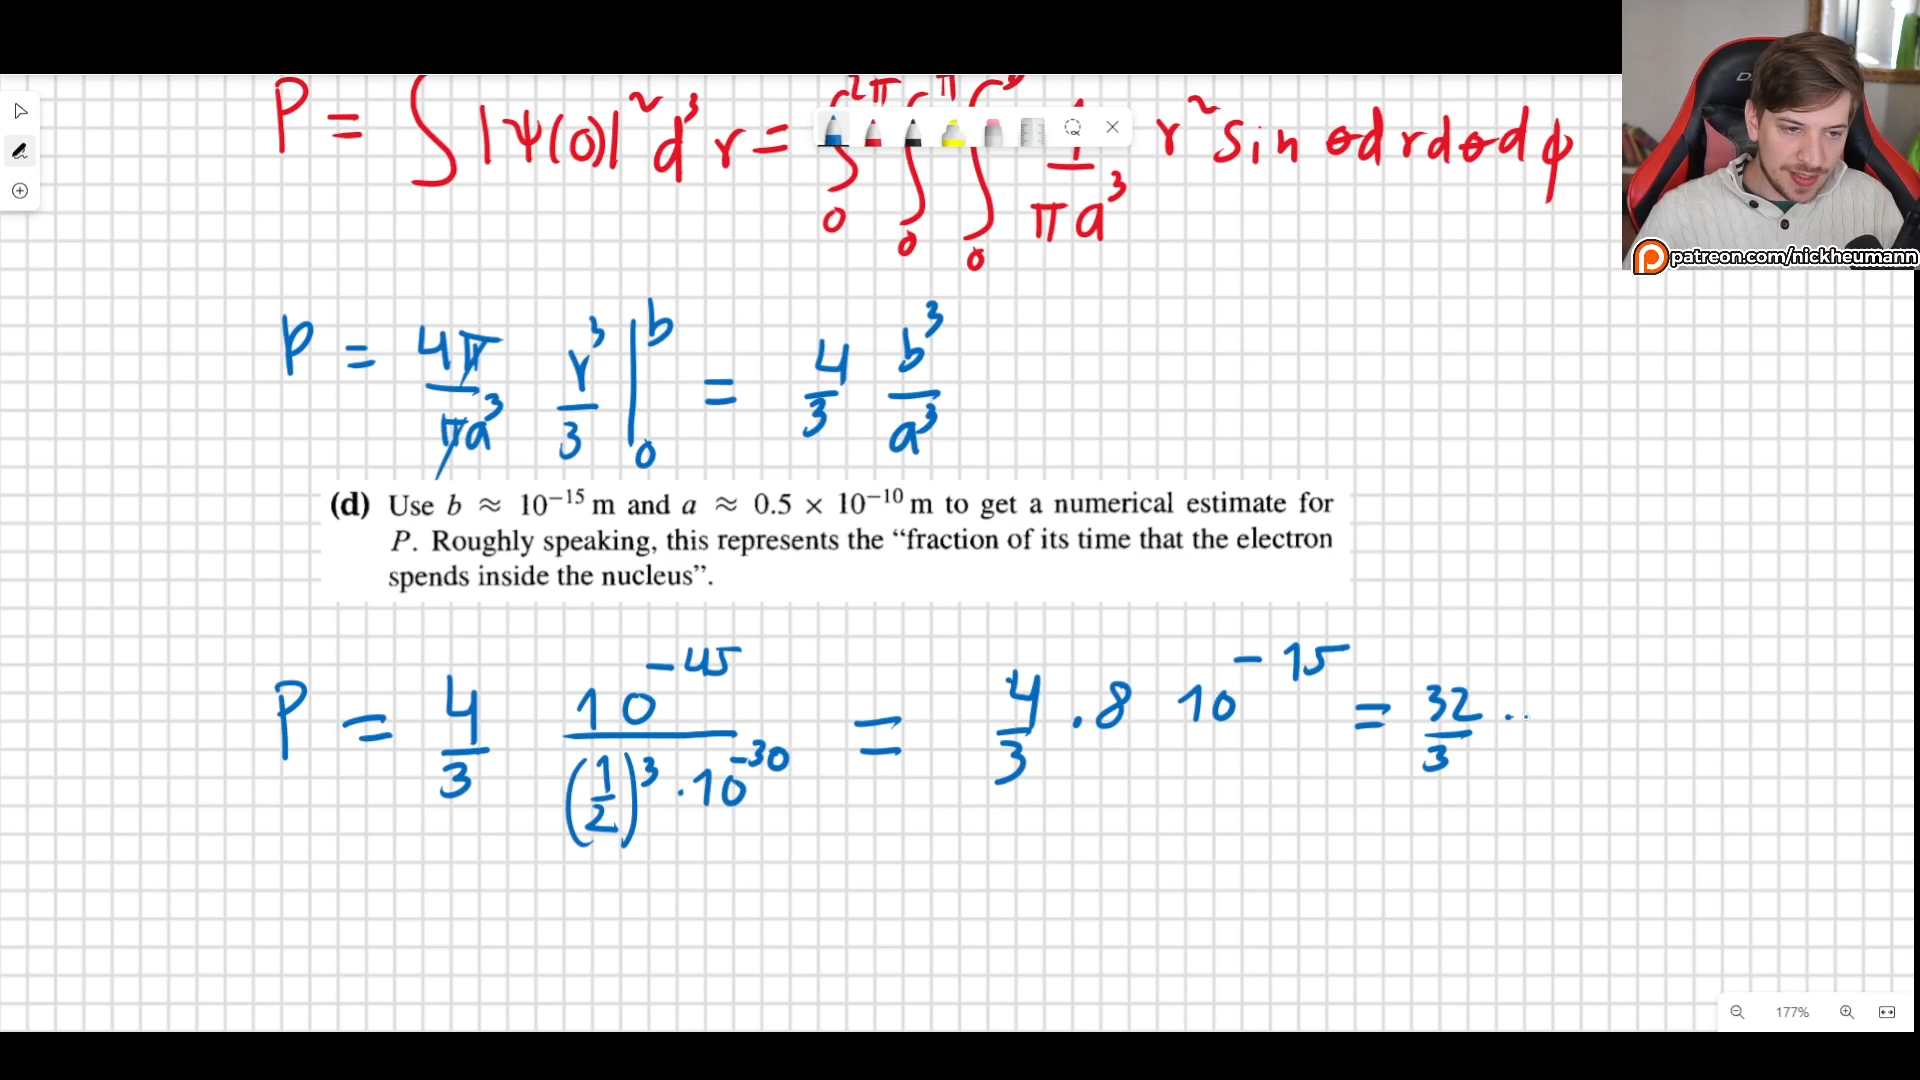 P = ∫ |Ψ(0)|² d³r = ∫₀^2π ∫₀^π ∫₀ 1/πa³ r² sin θ dr dθ dϕ
patreon.com/nickheumann
P = 4π/πa³ r³/3 |₀^b = 4/3 b³/a³
(d) Use b ≈ 10⁻¹⁵ m and a ≈ 0.5 × 10⁻¹⁰ m to get a numerical estimate for
P. Roughly speaking, this represents the “fraction of its time that the electron
spends inside the nucleus”.
P = 4/3 10⁻⁴⁵/(1/2)³ · 10⁻³⁰ = 4/3 · 8 10⁻¹⁵ = 32/3 ·
177%